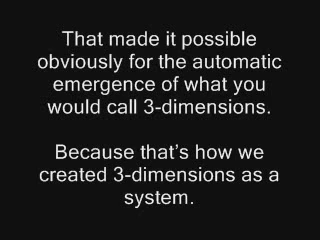 That made it possible
obviously for the automatic
emergence of what you
would call 3-dimensions.
Because that's how we
created 3-dimensions as a
system.